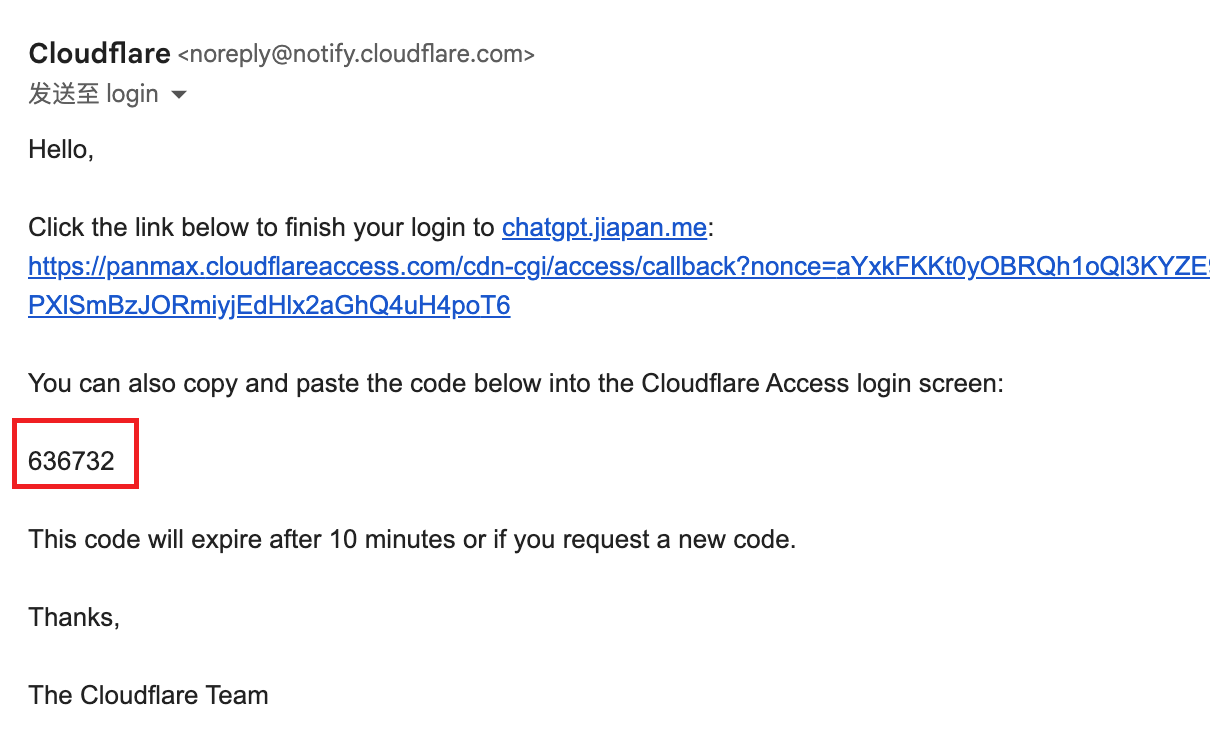 Cloudflare <noreply@notify.cloudflare.com>
发送至 login
Hello,
Click the link below to finish your login to chatgpt.jiapan.me:
https://panmax.cloudflareaccess.com/cdn-cgi/access/callback?nonce=aYxkFKKt0yOBRQh1oQl3KYZE9
PXlSmBzJORmiyjEdHlx2aGhQ4uH4poT6
You can also copy and paste the code below into the Cloudflare Access login screen:
636732
This code will expire after 10 minutes or if you request a new code.
Thanks,
The Cloudflare Team